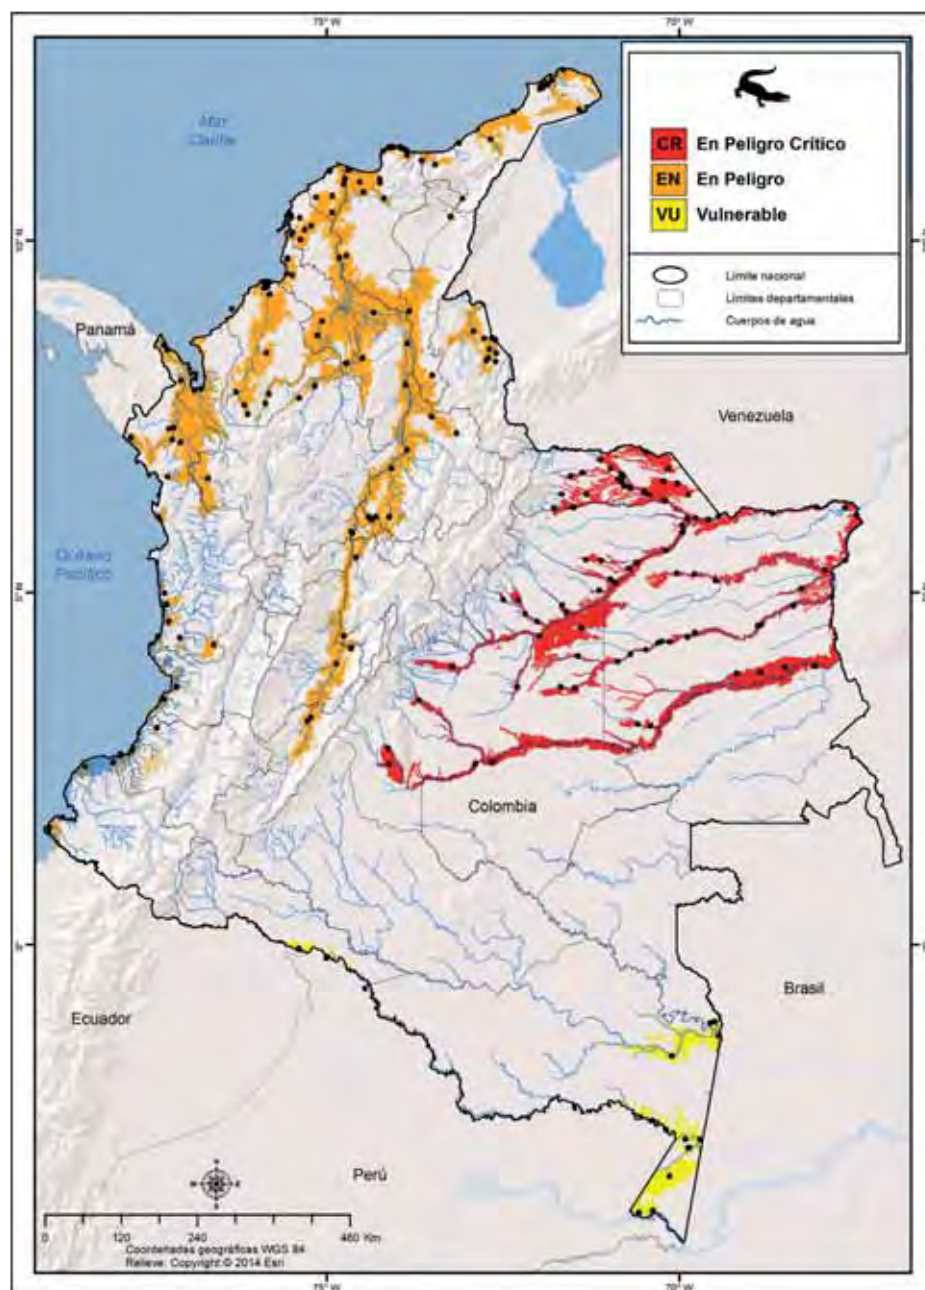 75° W
70° W
Mar
Caribe
CR En Peligro Crítico
EN En Peligro
VU Vulnerable
Límite nacional
Límites departamentales
Cuerpos de agua
Panamá
Venezuela
Océano
Pacífico
Colombia
Brasil
Ecuador
Perú
N
0 120 240 480 Km
Coordenadas geográficas WGS 84
Relieve: Copyright:© 2014 Esri
75° W
70° W